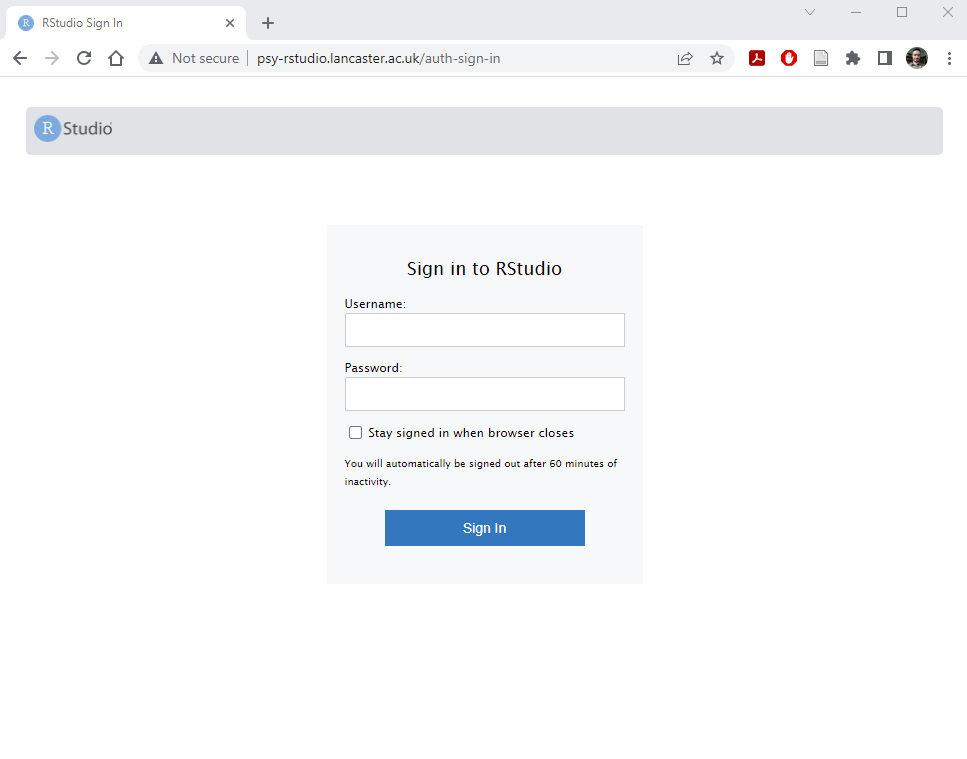 R RStudio Sign In
Not secure psy-rstudio.lancaster.ac.uk/auth-sign-in
R Studio
Sign in to RStudio
Username:
Password:
Stay signed in when browser closes
You will automatically be signed out after 60 minutes of
inactivity.
Sign In